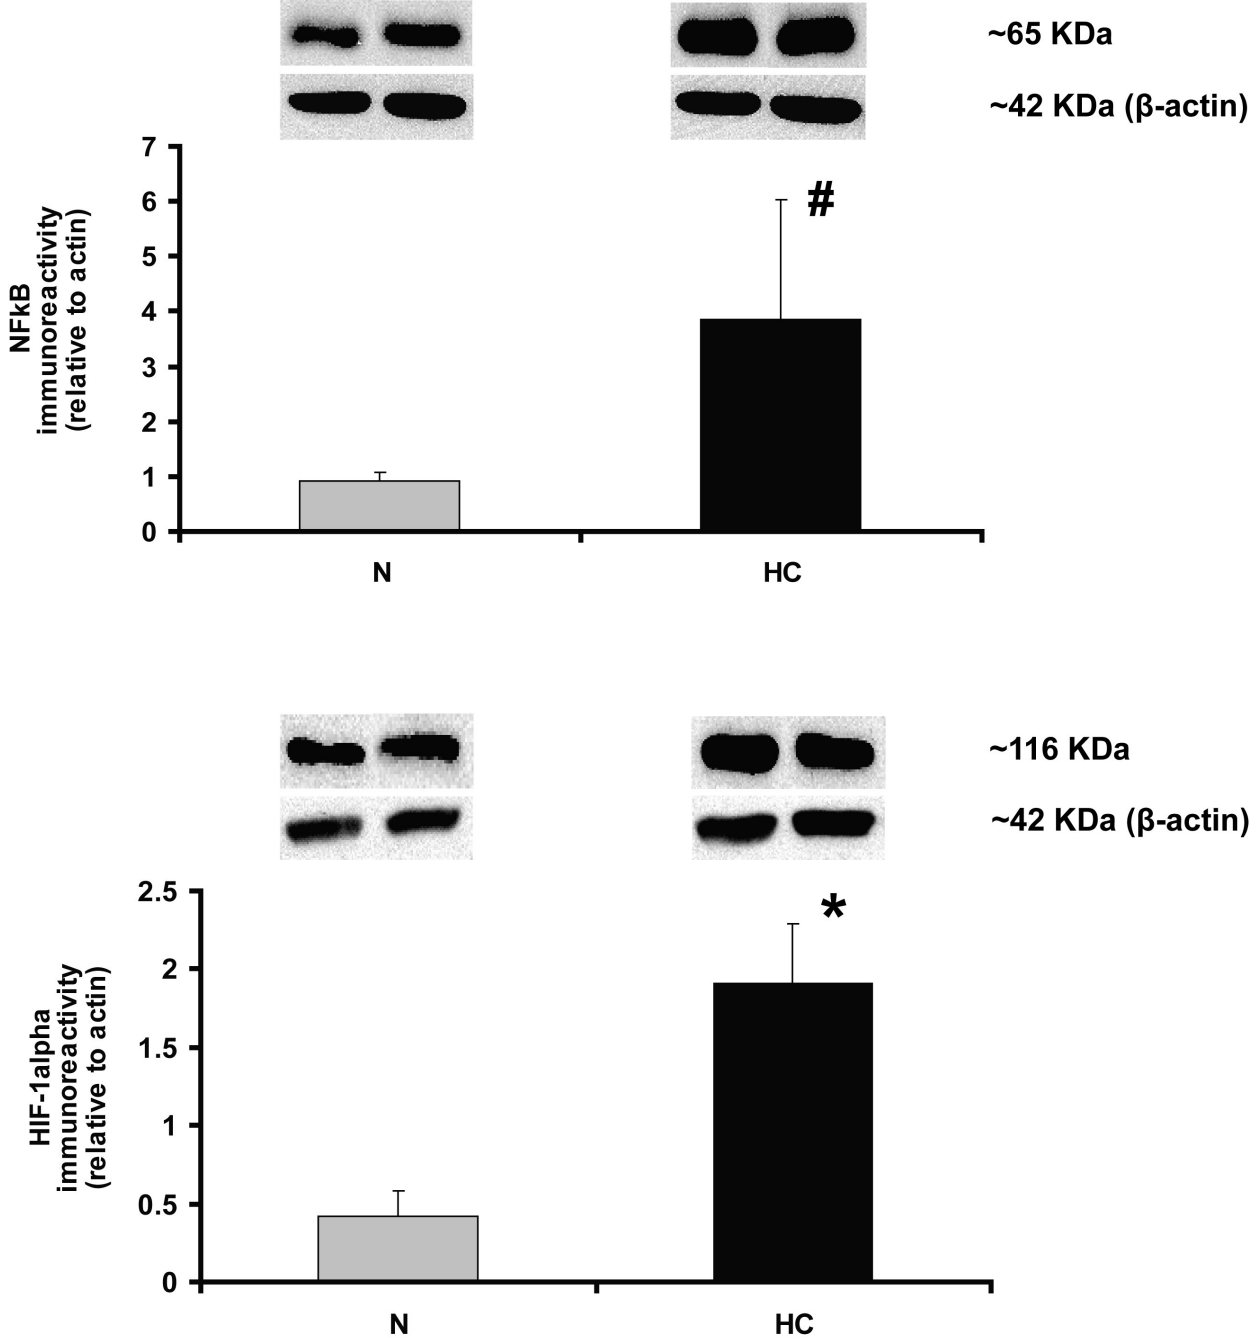 ~65 KDa
~42 KDa (β-actin)
7
6
5
4
3
2
1
0
NFkB
immunoreactivity
(relative to actin)
#
N
HC
~116 KDa
~42 KDa (β-actin)
2.5
2
1.5
1
0.5
0
HIF-1alpha
immunoreactivity
(relative to actin)
*
N
HC